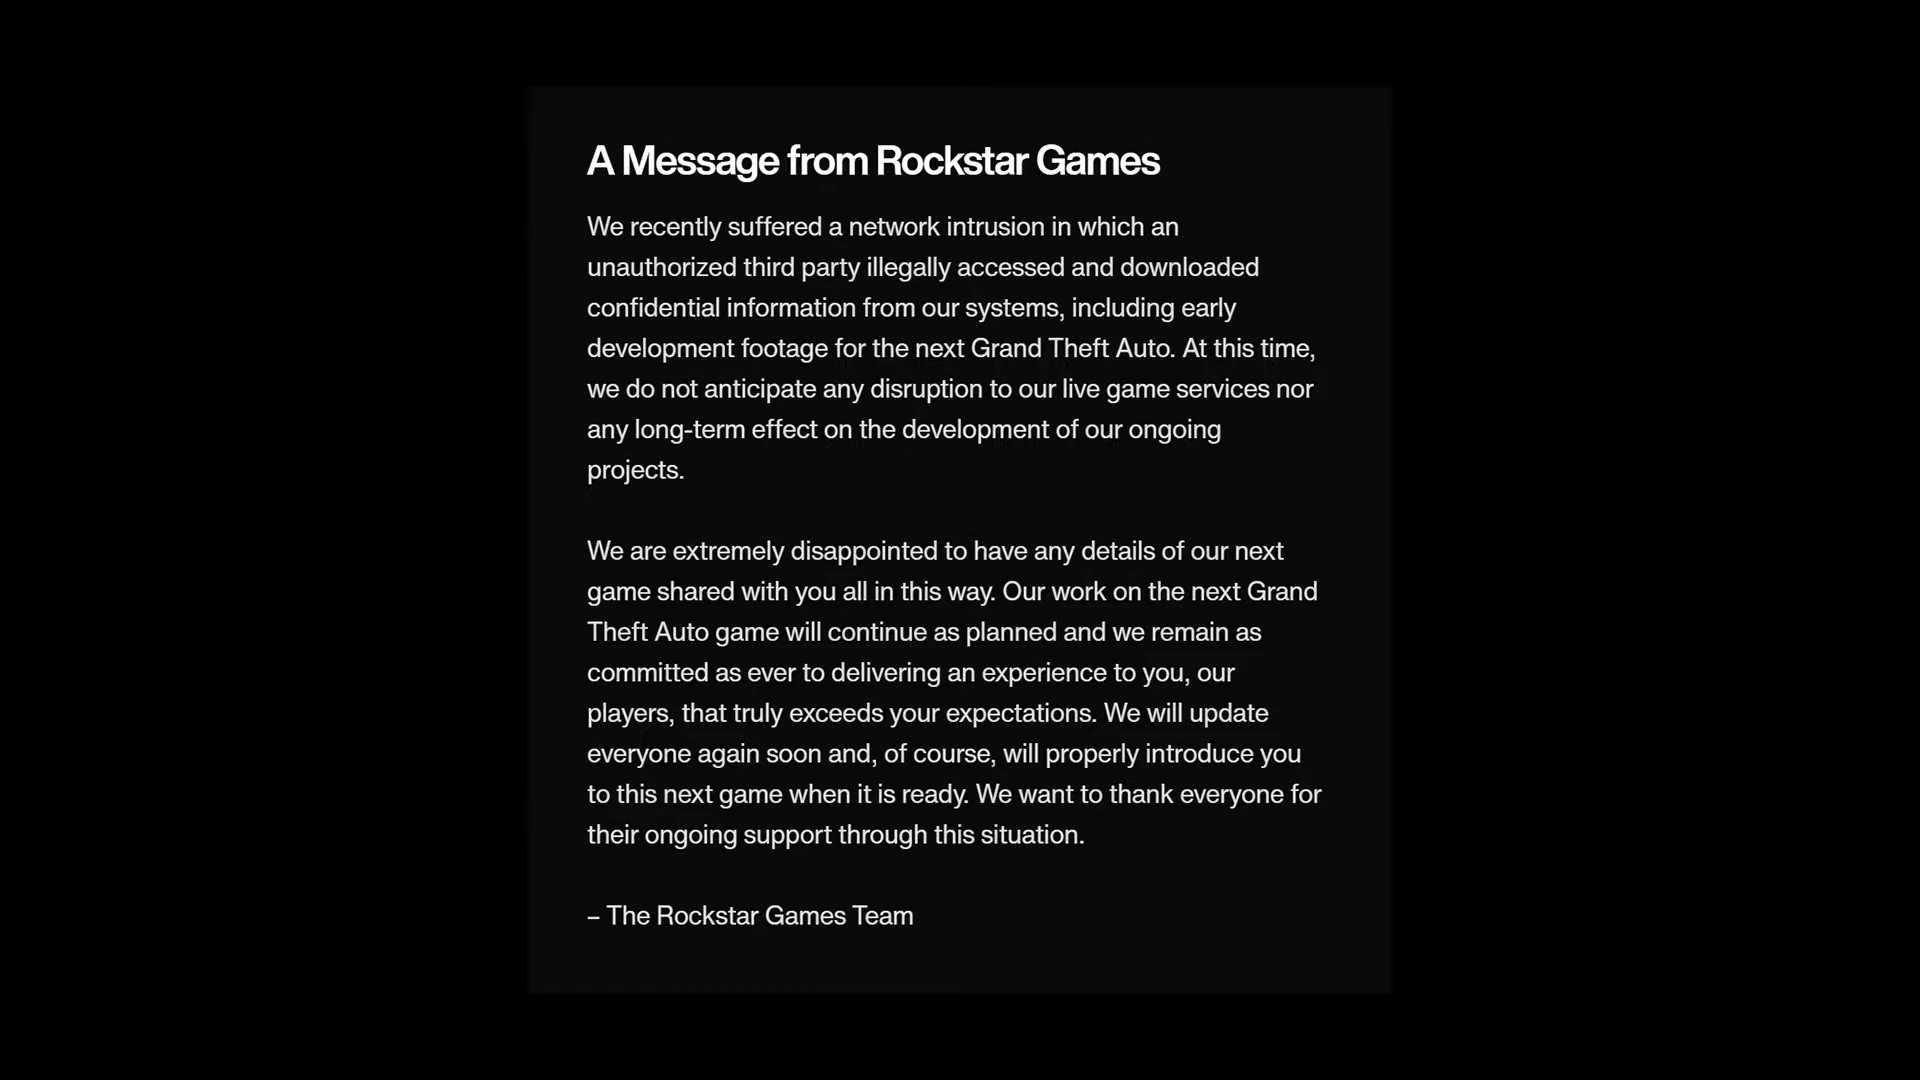 A Message from Rockstar Games
We recently suffered a network intrusion in which an
unauthorized third party illegally accessed and downloaded
confidential information from our systems, including early
development footage for the next Grand Theft Auto. At this time,
we do not anticipate any disruption to our live game services nor
any long-term effect on the development of our ongoing
projects.
We are extremely disappointed to have any details of our next
game shared with you all in this way. Our work on the next Grand
Theft Auto game will continue as planned and we remain as
committed as ever to delivering an experience to you, our
players, that truly exceeds your expectations. We will update
everyone again soon and, of course, will properly introduce you
to this next game when it is ready. We want to thank everyone for
their ongoing support through this situation.
– The Rockstar Games Team